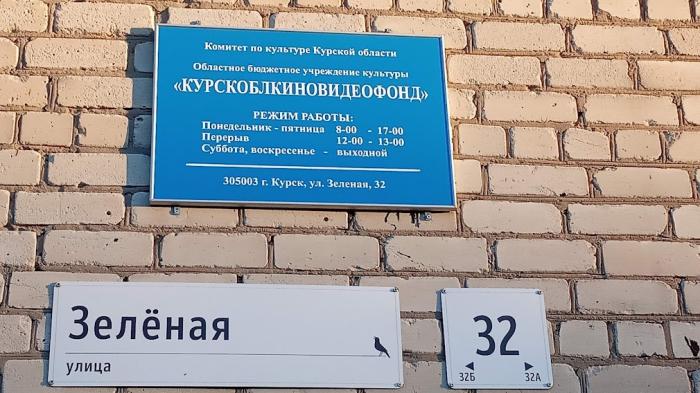 Комитет по культуре Курской области
Областное бюджетное учреждение культуры
«КУРСКОБЛКИНОВИДЕОФОНД»
РЕЖИМ РАБОТЫ:
Понедельник - пятница 8-00 - 17-00
Перерыв 12-00 - 13-00
Суббота, воскресенье - выходной
305003 г. Курск, ул. Зеленая, 32
Зелёная
улица
32
32Б 32А